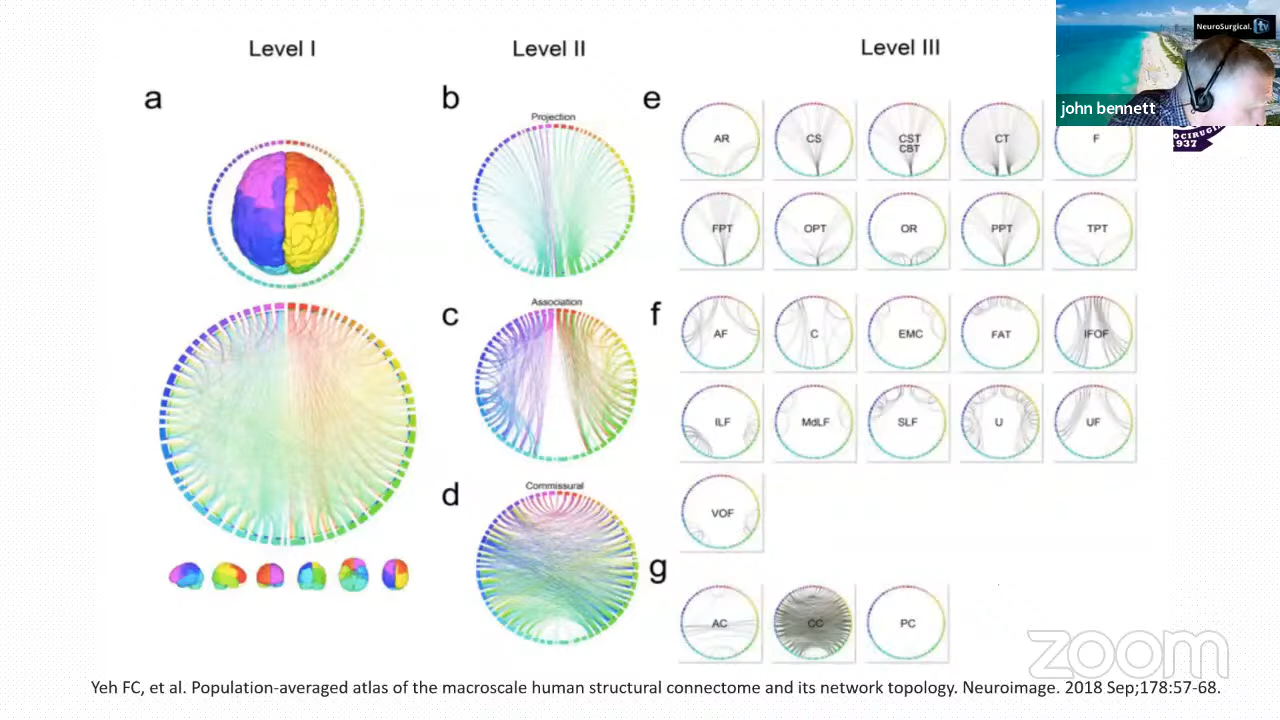 Level I
Level II
Level III
NeuroSurgical.tv
john bennett
OCIRUGI
1937
a
b
Projection
c
Association
d
Commissural
e
AR
CS
CST
CBT
CT
F
FPT
OPT
OR
PPT
TPT
f
AF
C
EMC
FAT
IFOF
ILF
MdLF
SLF
U
UF
VOF
g
AC
CC
PC
zoom
Yeh FC, et al. Population-averaged atlas of the macroscale human structural connectome and its network topology. Neuroimage. 2018 Sep;178:57-68.